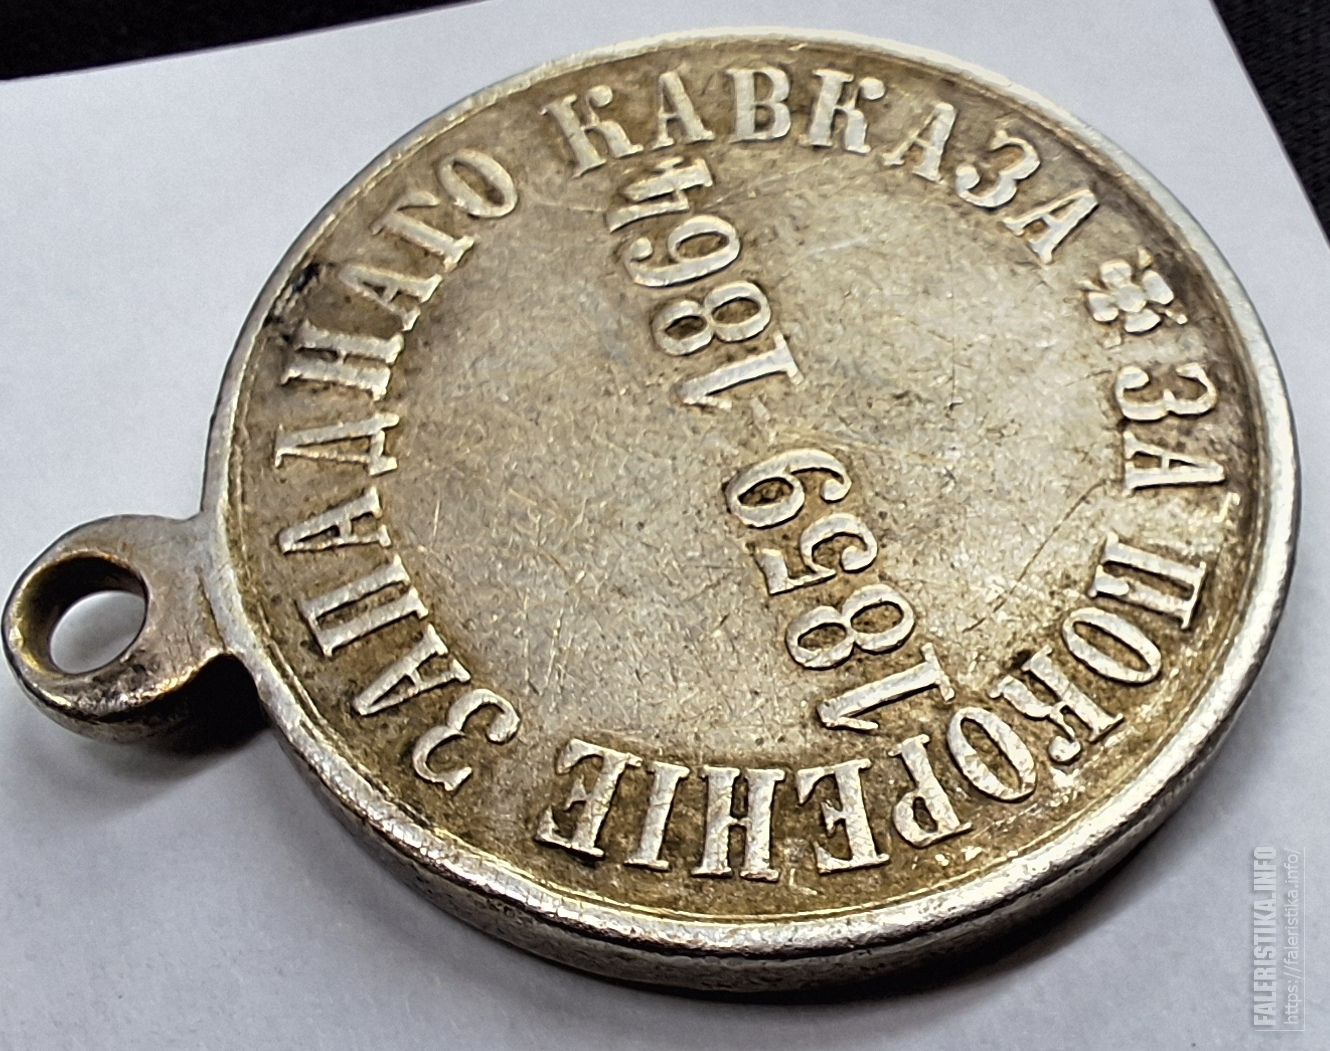 ЗА ПОКОРЕНІЕ ЗАПАДНАГО КАВКАЗА
1859-1864
FALERISTIKA.INFO
https://faleristika.info/